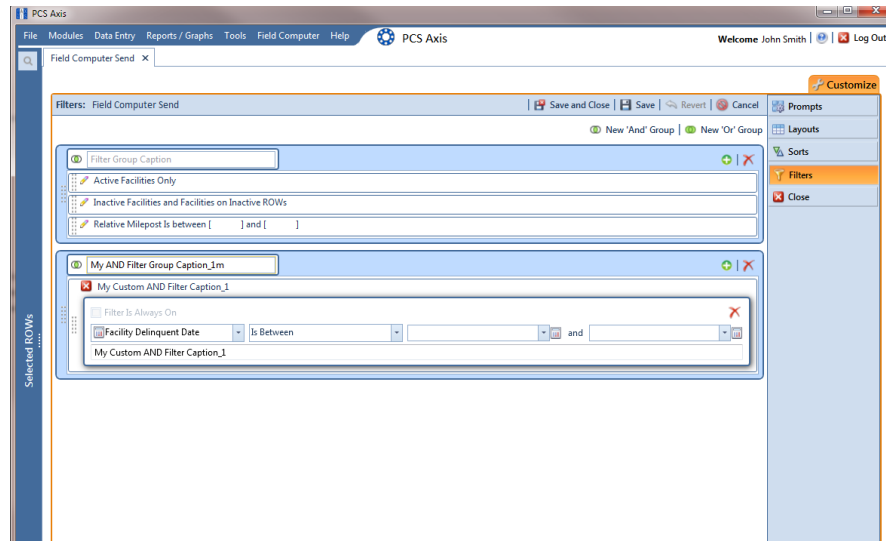 PCS Axis
File Modules Data Entry Reports / Graphs Tools Field Computer Help PCS Axis Welcome John Smith | Log Out
Field Computer Send X
Customize
Filters: Field Computer Send | Save and Close | Save | Revert | Cancel
Prompts
New 'And' Group | New 'Or' Group
Layouts
Sorts
Filters
Close
Filter Group Caption
Active Facilities Only
Inactive Facilities and Facilities on Inactive ROWs
Relative Milepost Is between [ ] and [ ]
My AND Filter Group Caption_1m
My Custom AND Filter Caption_1
Filter Is Always On
Facility Delinquent Date Is Between and
My Custom AND Filter Caption_1
Selected ROWs